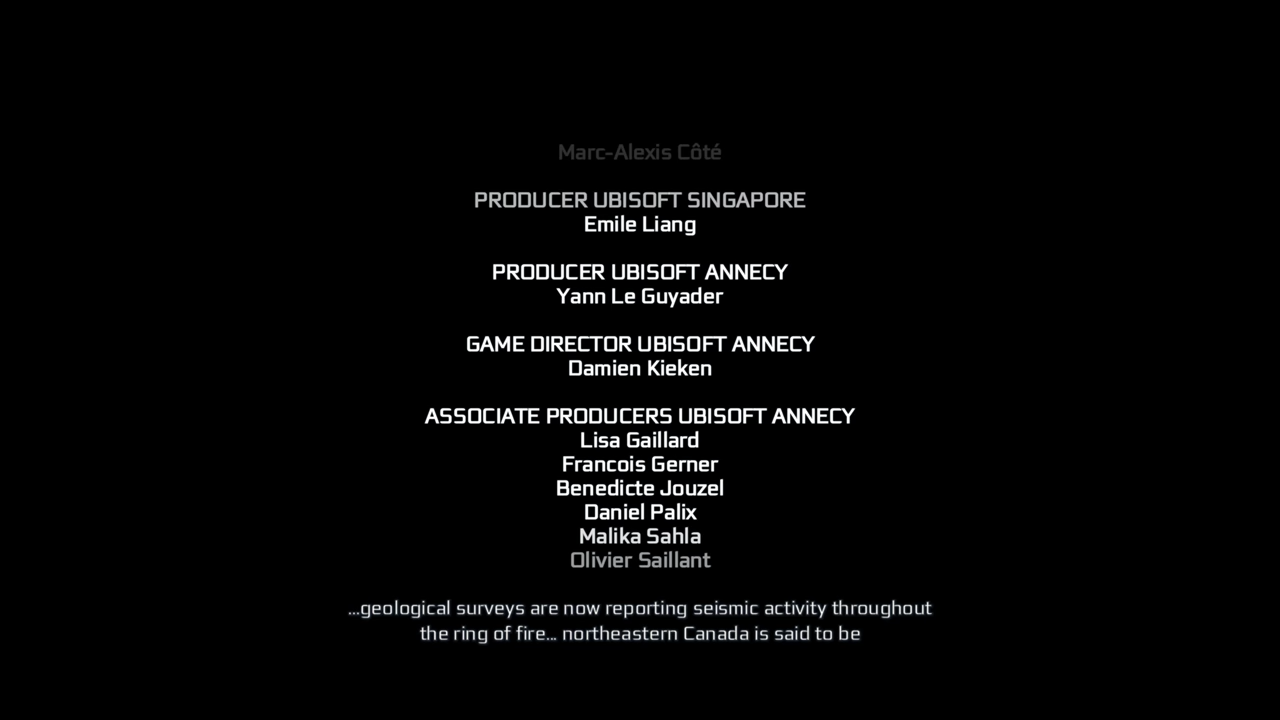 Marc-Alexis Côté
PRODUCER UBISOFT SINGAPORE
Emile Liang
PRODUCER UBISOFT ANNECY
Yann Le Guyader
GAME DIRECTOR UBISOFT ANNECY
Damien Kieken
ASSOCIATE PRODUCERS UBISOFT ANNECY
Lisa Gaillard
Francois Gerner
Benedicte Jouzel
Daniel Palix
Malika Sahla
Olivier Saillant
...geological surveys are now reporting seismic activity throughout
the ring of fire... northeastern Canada is said to be